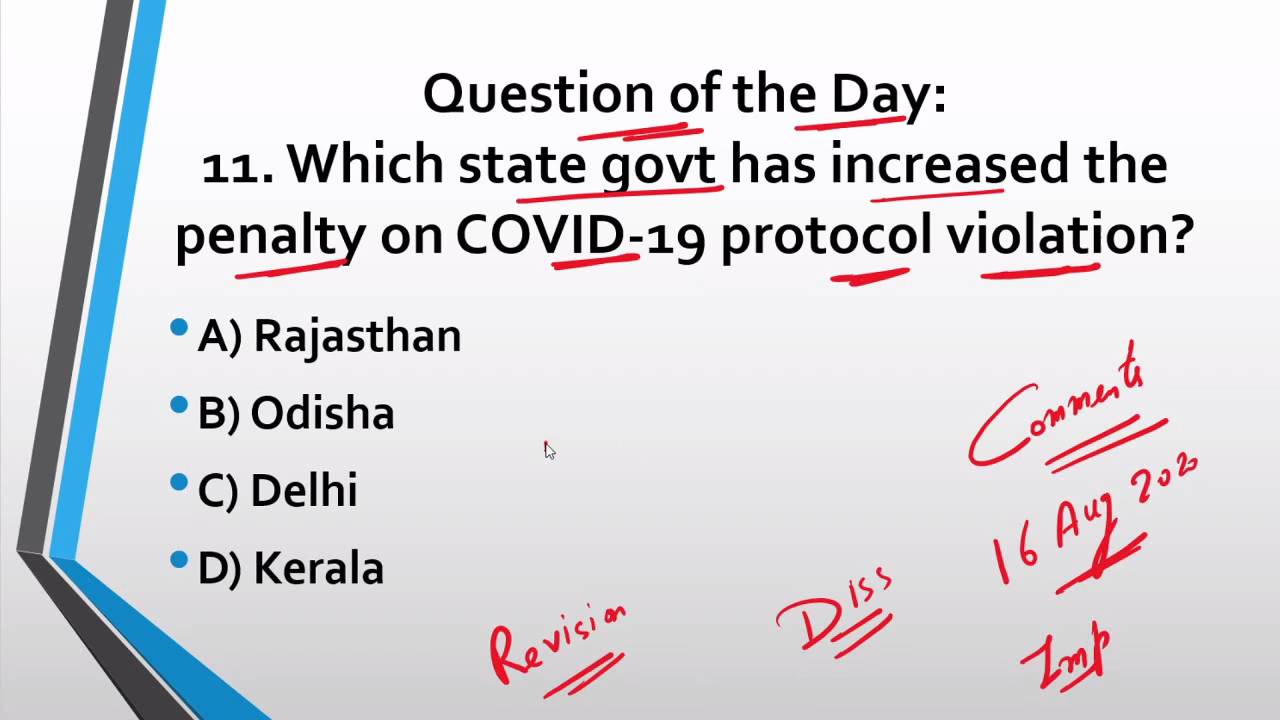 Question of the Day:
11. Which state govt has increased the
penalty on COVID-19 protocol violation?
A) Rajasthan
B) Odisha
C) Delhi
D) Kerala
Comments
16 Aug 2020
Diss
Revision
Imp